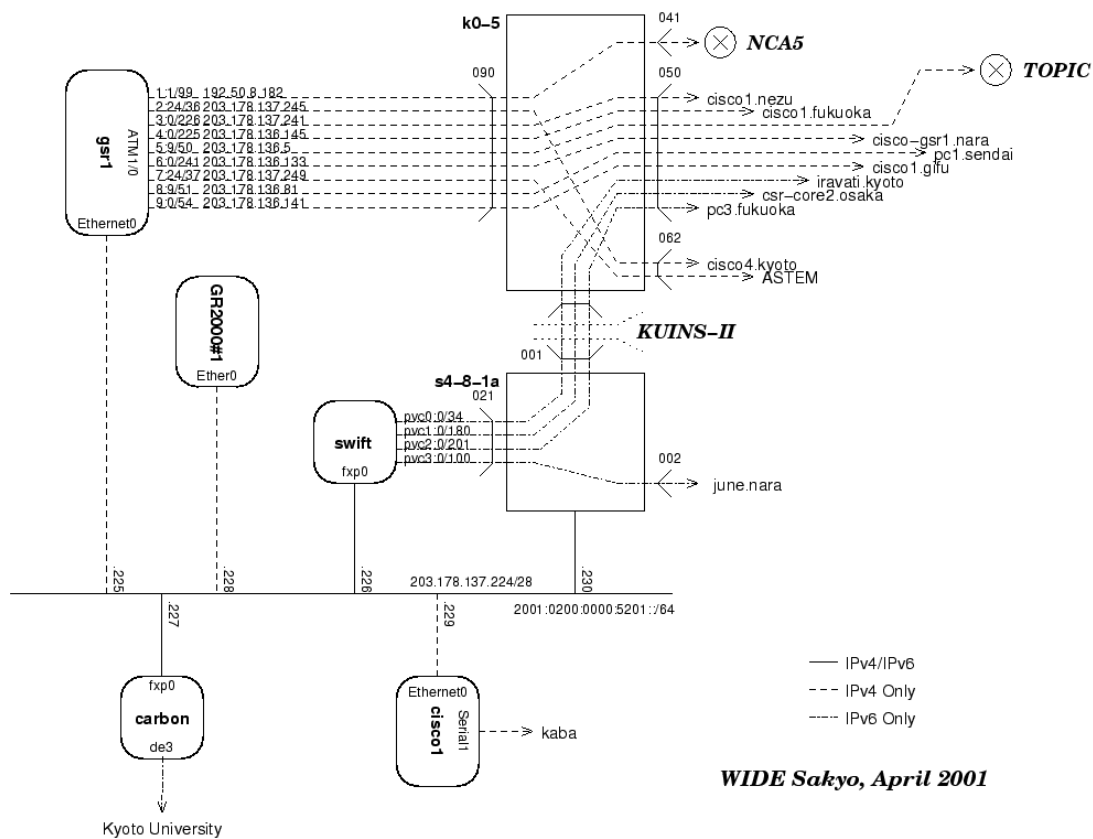 k0-5
041
NCA5
TOPIC
090
050
gsr1
ATM1/0
Ethernet0
1:1/99 192.50.8.182
2:24/36 203.178.137.245
3:0/226 203.178.137.241
4:0/225 203.178.136.145
5:9/50 203.178.136.5
6:0/241 203.178.136.133
7:24/37 203.178.137.249
8:9/51 203.178.136.81
9:0/54 203.178.136.141
cisco1.nezu
cisco1.fukuoka
cisco-gsr1.nara
pc1.sendai
cisco1.gifu
iravati.kyoto
csr-core2.osaka
pc3.fukuoka
062
cisco4.kyoto
ASTEM
GR2000#1
Ether0
KUINS-II
001
s4-8-1a
021
swift
fxp0
pvc0:0/34
pvc1:0/180
pvc2:0/201
pvc3:0/100
002
june.nara
.225
.228
.226
203.178.137.224/28
.230
.227
.229
2001:0200:0000:5201::/64
fxp0
carbon
de3
Kyoto University
Ethernet0
cisco1
Serial1
kaba
IPv4/IPv6
IPv4 Only
IPv6 Only
WIDE Sakyo, April 2001